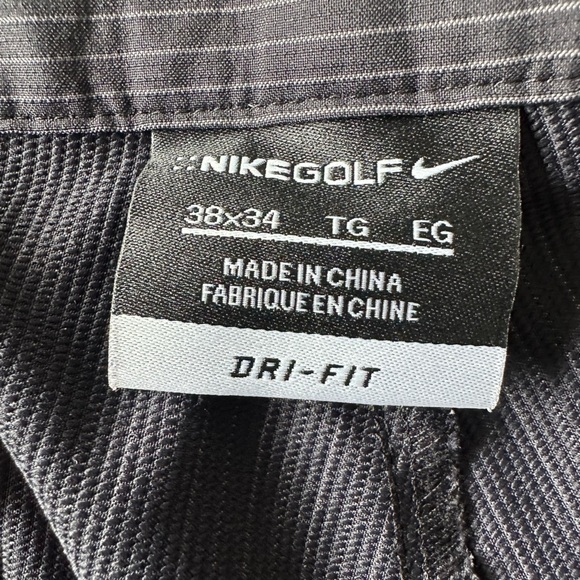 NIKEGOLF
38x34 TG EG
MADE IN CHINA
FABRIQUE EN CHINE
DRI-FIT